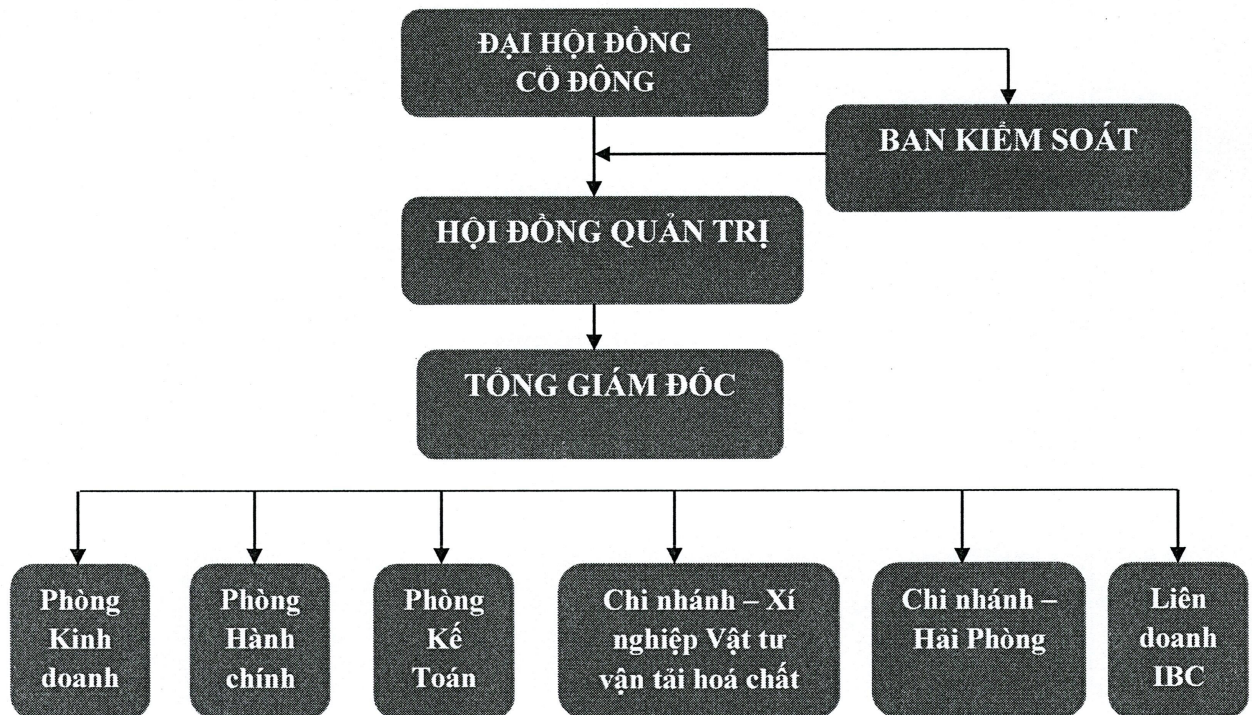 ĐẠI HỘI ĐỒNG
CỔ ĐÔNG
BAN KIỂM SOÁT
HỘI ĐỒNG QUẢN TRỊ
TỔNG GIÁM ĐỐC
Phòng
Kinh
doanh
Phòng
Hành
chính
Phòng
Kế
Toán
Chi nhánh – Xí
nghiệp Vật tư
vận tải hoá chất
Chi nhánh –
Hải Phòng
Liên
doanh
IBC